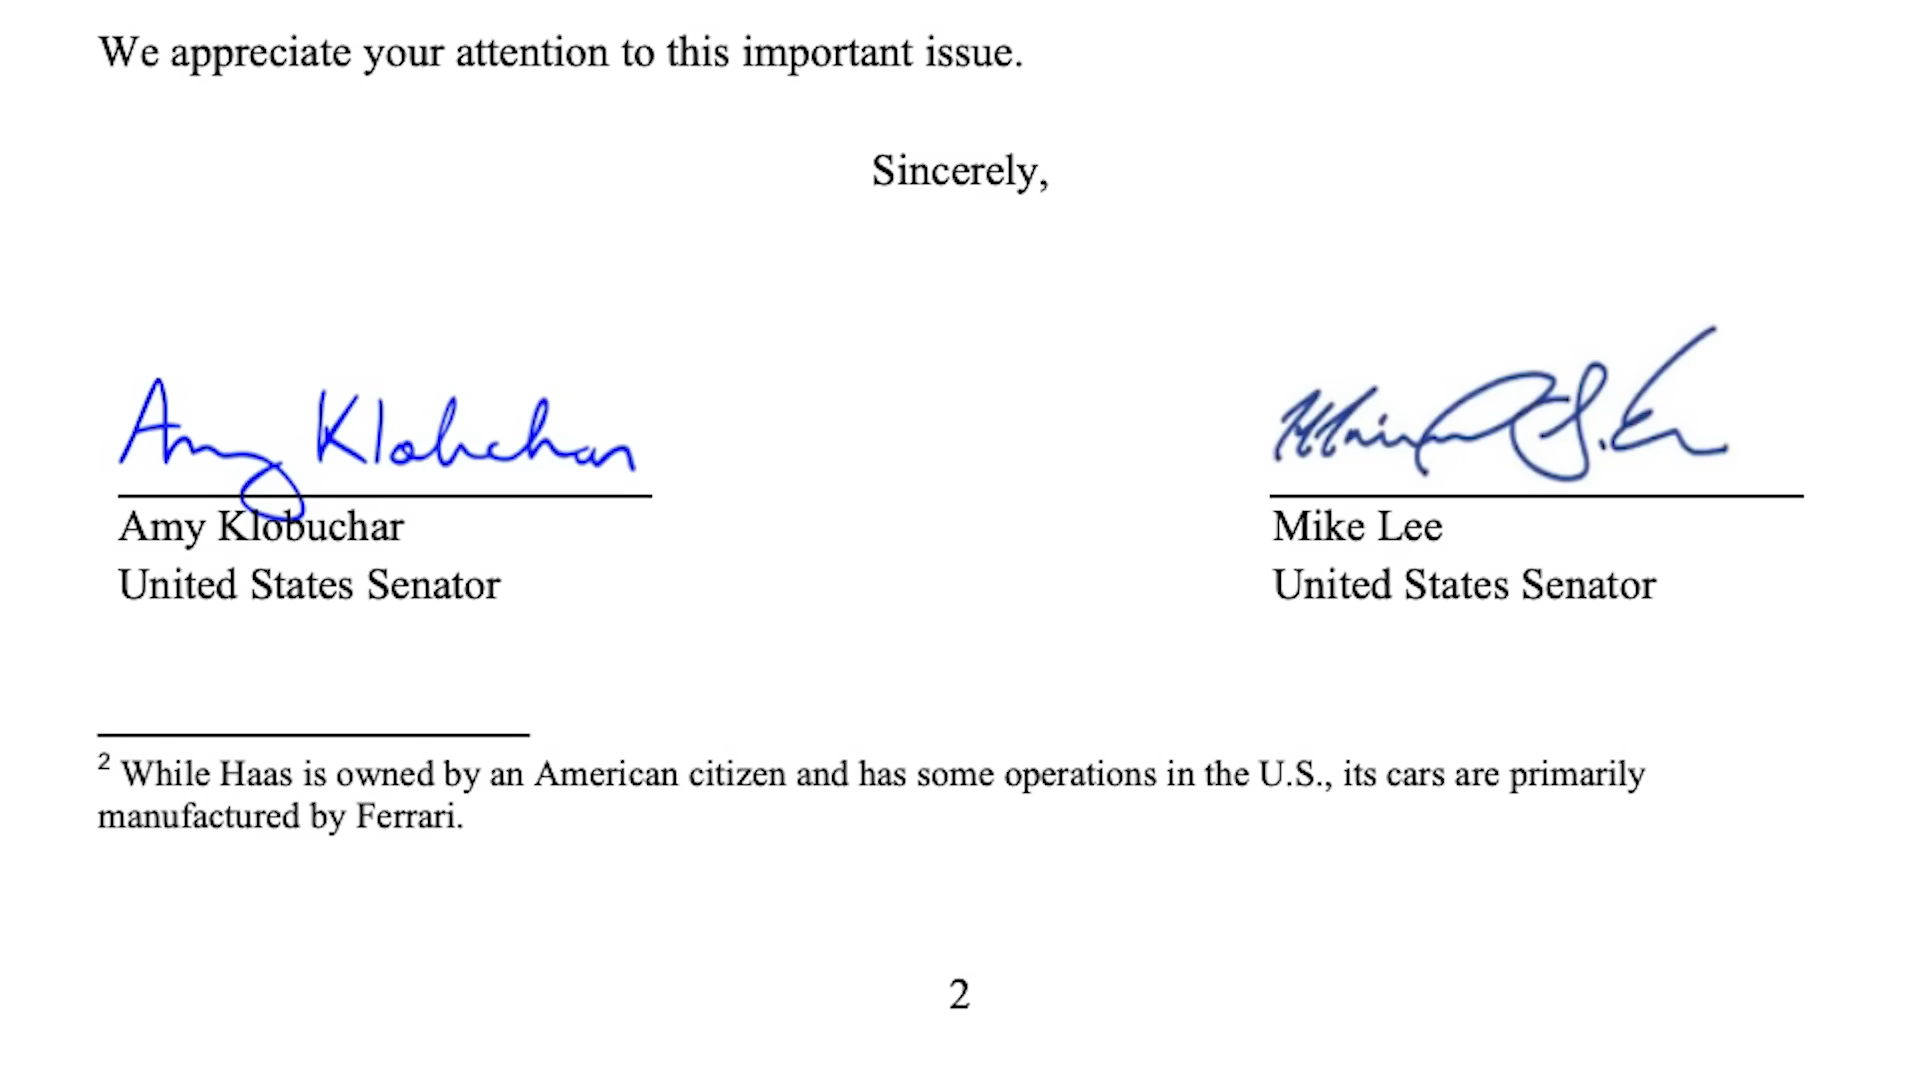 We appreciate your attention to this important issue.
Sincerely,
Amy Klobuchar
Amy Klobuchar
United States Senator
Mike Lee
United States Senator
2 While Haas is owned by an American citizen and has some operations in the U.S., its cars are primarily
manufactured by Ferrari.
2